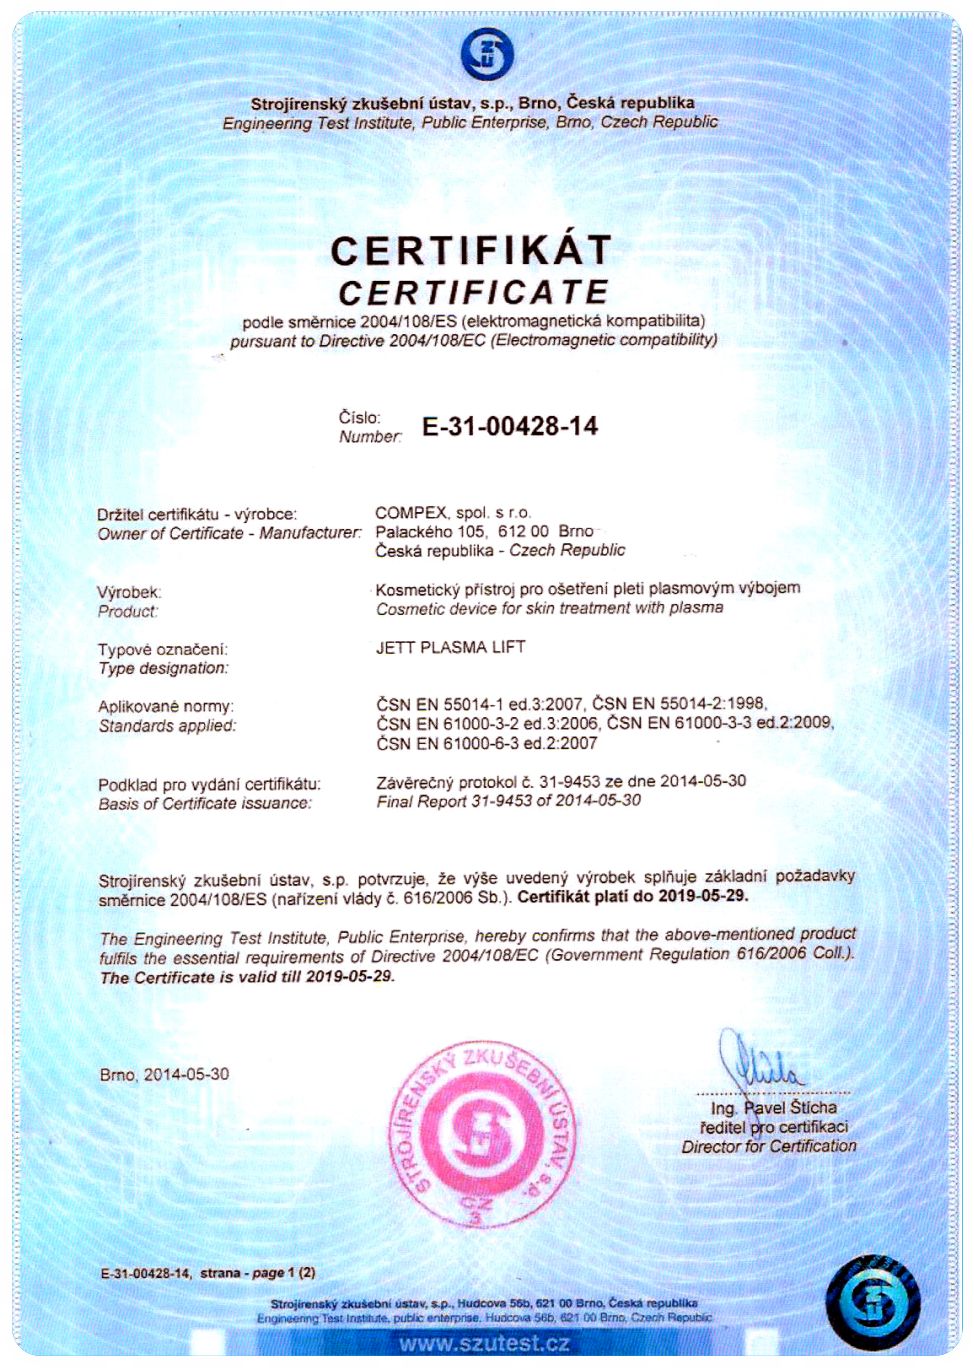 Strojírenský zkušební ústav, s.p., Brno, Česká republika
Engineering Test Institute, Public Enterprise, Brno, Czech Republic
CERTIFIKÁT
CERTIFICATE
podle směrnice 2004/108/ES (elektromagnetická kompatibilita)
pursuant to Directive 2004/108/EC (Electromagnetic compatibility)
Číslo:
Number: E-31-00428-14
Držitel certifikátu - výrobce: COMPEX, spol. s r.o.
Owner of Certificate - Manufacturer: Palackého 105, 612 00 Brno
Česká republika - Czech Republic
Výrobek: Kosmetický přístroj pro ošetření pleti plasmovým výbojem
Product: Cosmetic device for skin treatment with plasma
Typové označení: JETT PLASMA LIFT
Type designation:
Aplikované normy: ČSN EN 55014-1 ed.3:2007, ČSN EN 55014-2:1998,
Standards applied: ČSN EN 61000-3-2 ed.3:2006, ČSN EN 61000-3-3 ed.2:2009,
ČSN EN 61000-6-3 ed.2:2007
Podklad pro vydání certifikátu: Závěrečný protokol č. 31-9453 ze dne 2014-05-30
Basis of Certificate issuance: Final Report 31-9453 of 2014-05-30
Strojírenský zkušební ústav, s.p. potvrzuje, že výše uvedený výrobek splňuje základní požadavky
směrnice 2004/108/ES (nařízení vlády č. 616/2006 Sb.). Certifikát platí do 2019-05-29.
The Engineering Test Institute, Public Enterprise, hereby confirms that the above-mentioned product
fulfils the essential requirements of Directive 2004/108/EC (Government Regulation 616/2006 Coll.).
The Certificate is valid till 2019-05-29.
Brno, 2014-05-30
STROJÍRENSKÝ ZKUŠEBNÍ ÚSTAV, s.p.
SZÚ
CZ
3
Ing. Pavel Šticha
ředitel pro certifikaci
Director for Certification
E-31-00428-14, strana - page 1 (2)
Strojírenský zkušební ústav, s.p., Hudcova 56b, 621 00 Brno, Česká republika
Engineering Test Institute, public enterprise, Hudcova 56b, 621 00 Brno, Czech Republic
www.szutest.cz